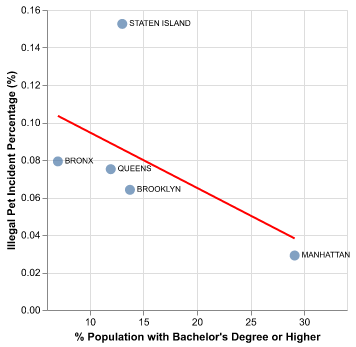 0.16
0.14
0.12
0.10
0.08
0.06
0.04
0.02
0.00
Illegal Pet Incident Percentage (%)
STATEN ISLAND
BRONX
QUEENS
BROOKLYN
MANHATTAN
10
15
20
25
30
% Population with Bachelor's Degree or Higher